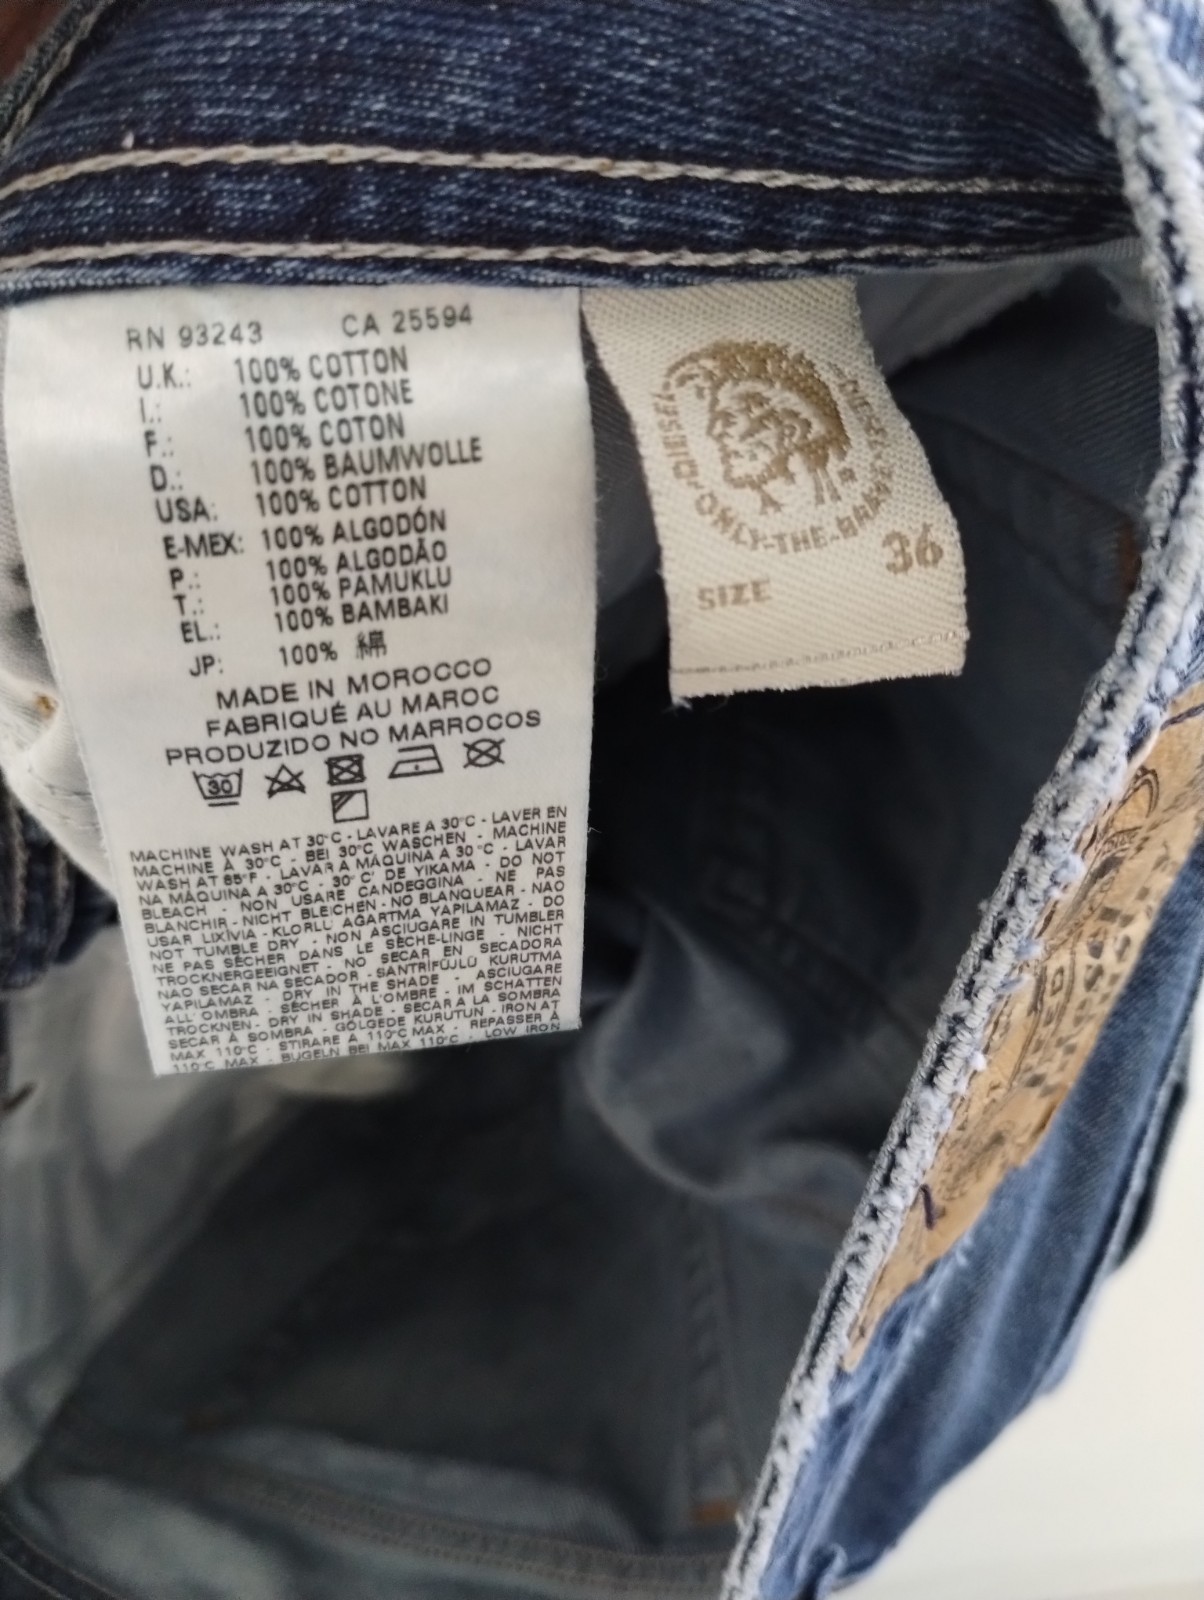 RN 93243 CA 25594
U.K.: 100% COTTON
I.: 100% COTONE
F.: 100% COTON
D.: 100% BAUMWOLLE
USA: 100% COTTON
E-MEX: 100% ALGODÓN
P.: 100% ALGODÃO
T.: 100% PAMUKLU
EL.: 100% BAMBAKI
JP: 100% 綿
MADE IN MOROCCO
FABRIQUÉ AU MAROC
PRODUZIDO NO MARROCOS
30
MACHINE WASH AT 30°C - LAVARE A 30°C - LAVER EN
MACHINE À 30°C - BEI 30°C WASCHEN - MACHINE
WASH AT 85°F - LAVAR A MÁQUINA A 30°C - LAVAR
NA MÁQUINA A 30°C - 30°C' DE YIKAMA - DO NOT
BLEACH - NON USARE CANDEGGINA - NE PAS
BLANCHIR - NICHT BLEICHEN - NO BLANQUEAR - NAO
USAR LIXÍVIA - KLORLU AGARTMA YAPILAMAZ - DO
NOT TUMBLE DRY - NON ASCIUGARE IN TUMBLER
NE PAS SÉCHER DANS LE SÈCHE-LINGE - NICHT
TROCKNERGEEIGNET - NO SECAR EN SECADORA
NAO SECAR NA SECADOR - SANTRİFÜJLÜ KURUTMA
YAPILAMAZ - DRY IN THE SHADE - ASCIUGARE
ALL' OMBRA - SÉCHER À L'OMBRE - IM SCHATTEN
TROCKNEN - DRY IN SHADE - SECAR A LA SOMBRA
SECAR Á SOMBRA - GÖLGEDE KURUTUN - IRON AT
MAX 110°C - STIRARE A 110°C MAX - REPASSER À
110°C MAX - BUGELN BEI MAX 110°C - LOW IRON
DIESEL
ONLY-THE-BRAVE
SIZE 36